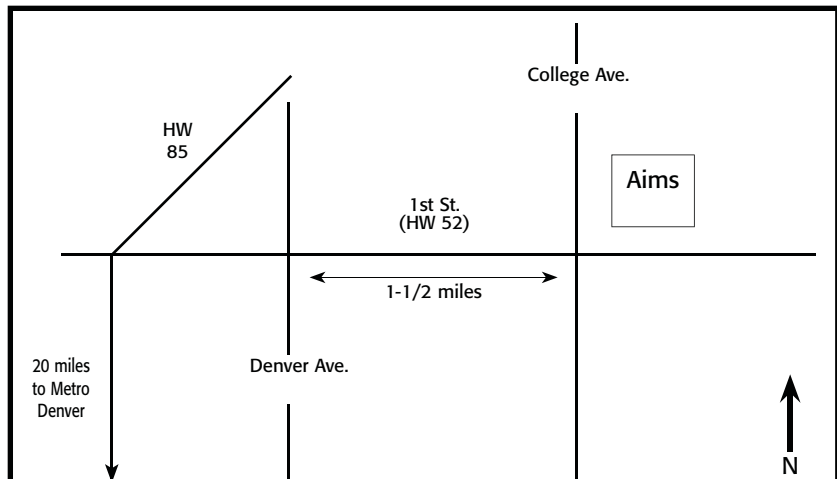 College Ave.
HW
85
Aims
1st St.
(HW 52)
1-1/2 miles
20 miles
to Metro
Denver
Denver Ave.
N